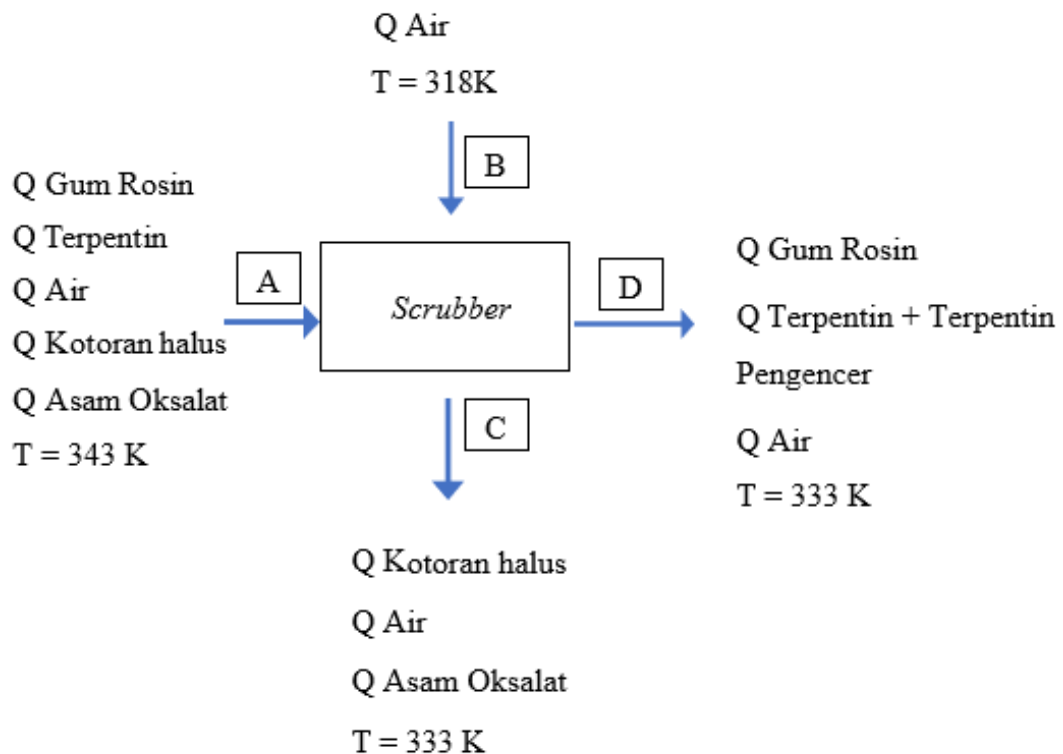 Q Air
T = 318K
B
Q Gum Rosin
Q Terpentin
Q Air
Q Kotoran halus
Q Asam Oksalat
T = 343 K
A
Scrubber
D
Q Gum Rosin
Q Terpentin + Terpentin
Pengencer
Q Air
T = 333 K
C
Q Kotoran halus
Q Air
Q Asam Oksalat
T = 333 K